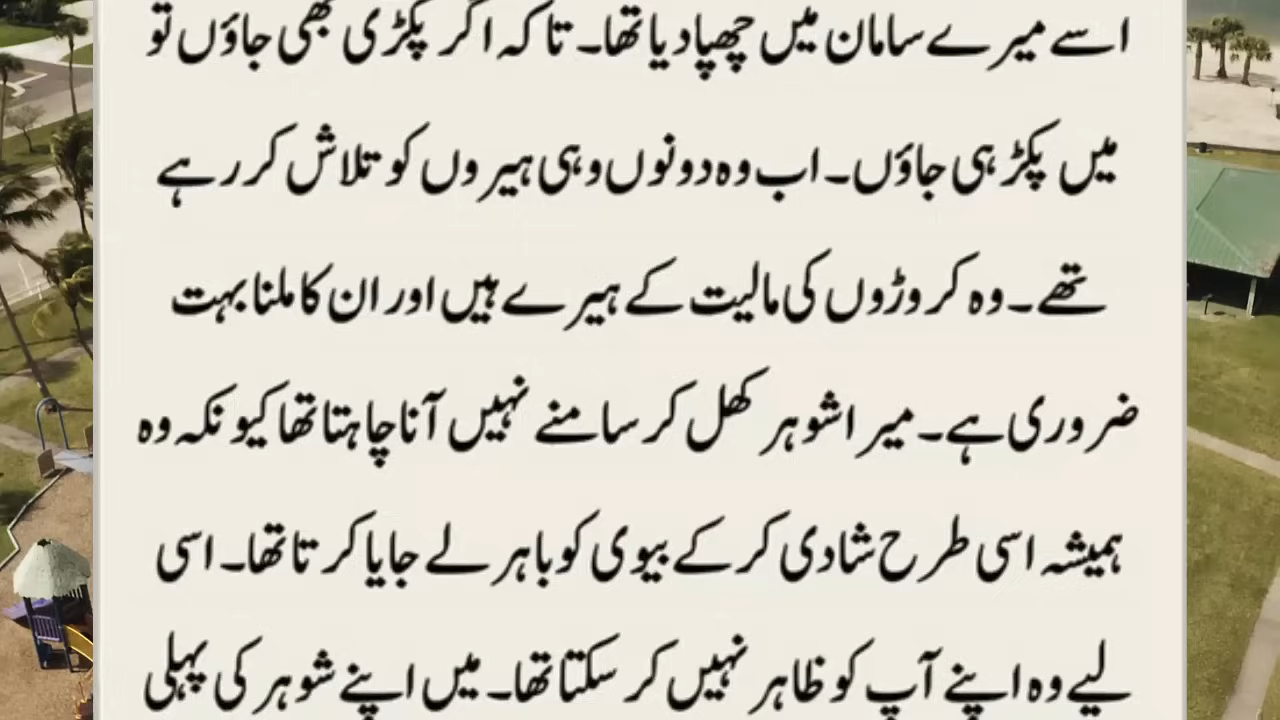 اسے میرے سامان میں چھپا دیا تھا۔ تا کہ اگر پکڑی بھی جاؤں تو
میں پکڑ ہی جاؤں۔ اب وہ دونوں وہی ہیروں کو تلاش کر رہے
تھے۔ وہ کروڑوں کی مالیت کے ہیرے ہیں اور ان کا ملنا بہت
ضروری ہے۔ میرا شوہر کھل کر سامنے نہیں آنا چاہتا تھا کیونکہ وہ
ہمیشہ اسی طرح شادی کر کے بیوی کو باہر لے جایا کرتا تھا۔ اسی
لیے وہ اپنے آپ کو ظاہر نہیں کر سکتا تھا۔ میں اپنے شوہر کی پہلی